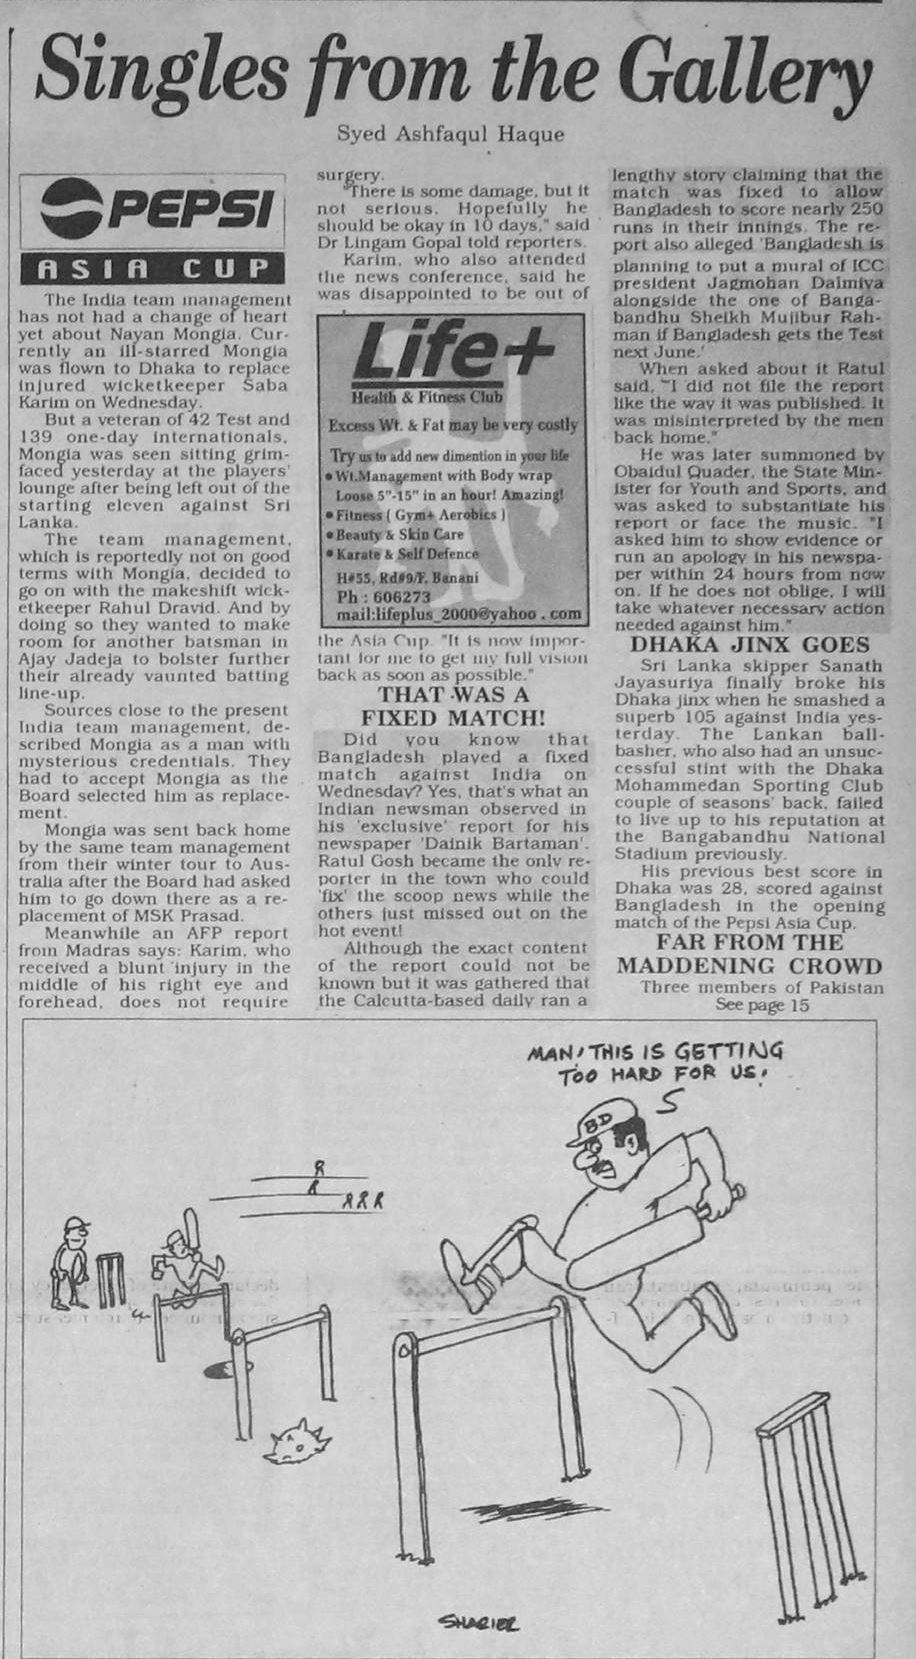 Singles from the Gallery
Syed Ashfaqul Haque
PEPSI
ASIA CUP
The India team management
has not had a change of heart
yet about Nayan Mongia. Cur-
rently an ill-starred Mongia
was flown to Dhaka to replace
injured wicketkeeper Saba
Karim on Wednesday.
But a veteran of 42 Test and
139 one-day internationals,
Mongia was seen sitting grim-
faced yesterday at the players'
lounge after being left out of the
starting eleven against Sri
Lanka.
The team management,
which is reportedly not on good
terms with Mongia, decided to
go on with the makeshift wick-
etkeeper Rahul Dravid. And by
doing so they wanted to make
room for another batsman in
Ajay Jadeja to bolster further
their already vaunted batting
line-up.
Sources close to the present
India team management, de-
scribed Mongia as a man with
mysterious credentials. They
had to accept Mongia as the
Board selected him as replace-
ment.
Mongia was sent back home
by the same team management
from their winter tour to Aus-
tralia after the Board had asked
him to go down there as a re-
placement of MSK Prasad.
Meanwhile an AFP report
from Madras says: Karim, who
received a blunt injury in the
middle of his right eye and
forehead, does not require
surgery.
"There is some damage, but it
not serious. Hopefully he
should be okay in 10 days," said
Dr Lingam Gopal told reporters.
Karim, who also attended
the news conference, said he
was disappointed to be out of
Life+
Health & Fitness Club
Excess Wt. & Fat may be very costly
Try us to add new dimention in your life
• Wt.Management with Body wrap
Loose 5"-15" in an hour! Amazing!
• Fitness ( Gym+ Aerobics )
• Beauty & Skin Care
• Karate & Self Defence
H#55, Rd#9/F, Banani
Ph : 606273
mail:lifeplus_2000@yahoo . com
the Asia Cup. "It is now impor-
tant for me to get my full vision
back as soon as possible."
THAT WAS A
FIXED MATCH!
Did you know that
Bangladesh played a fixed
match against India on
Wednesday? Yes, that's what an
Indian newsman observed in
his 'exclusive' report for his
newspaper 'Dainik Bartaman'.
Ratul Gosh became the only re-
porter in the town who could
'fix' the scoop news while the
others just missed out on the
hot event!
Although the exact content
of the report could not be
known but it was gathered that
the Calcutta-based daily ran a
lengthy story claiming that the
match was fixed to allow
Bangladesh to score nearly 250
runs in their innings. The re-
port also alleged 'Bangladesh is
planning to put a mural of ICC
president Jagmohan Dalmiya
alongside the one of Banga-
bandhu Sheikh Mujibur Rah-
man if Bangladesh gets the Test
next June.'
When asked about it Ratul
said, "I did not file the report
like the way it was published. It
was misinterpreted by the men
back home."
He was later summoned by
Obaidul Quader, the State Min-
ister for Youth and Sports, and
was asked to substantiate his
report or face the music. "I
asked him to show evidence or
run an apology in his newspa-
per within 24 hours from now
on. If he does not oblige, I will
take whatever necessary action
needed against him."
DHAKA JINX GOES
Sri Lanka skipper Sanath
Jayasuriya finally broke his
Dhaka jinx when he smashed a
superb 105 against India yes-
terday. The Lankan ball-
basher, who also had an unsuc-
cessful stint with the Dhaka
Mohammedan Sporting Club
couple of seasons' back, failed
to live up to his reputation at
the Bangabandhu National
Stadium previously.
His previous best score in
Dhaka was 28, scored against
Bangladesh in the opening
match of the Pepsi Asia Cup.
FAR FROM THE
MADDENING CROWD
Three members of Pakistan
See page 15
MAN, THIS IS GETTING
TOO HARD FOR US!
BD
SHARIER